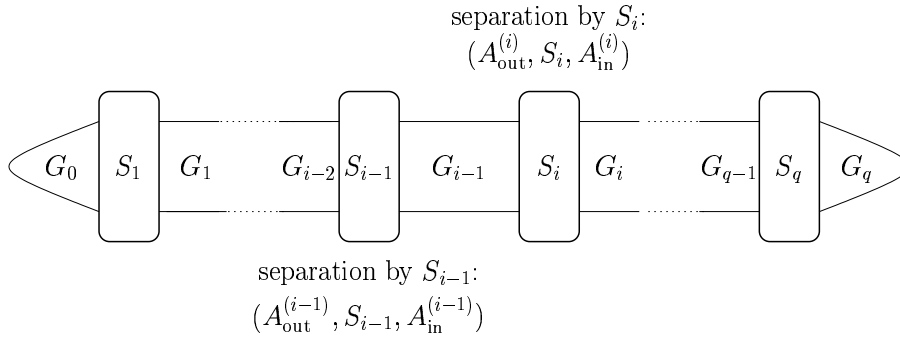 separation by $S_i$:
$(A_{\text{out}}^{(i)}, S_i, A_{\text{in}}^{(i)})$
$G_0$ $S_1$ $G_1$ $G_{i-2}$ $S_{i-1}$ $G_{i-1}$ $S_i$ $G_i$ $G_{q-1}$ $S_q$ $G_q$
separation by $S_{i-1}$:
$(A_{\text{out}}^{(i-1)}, S_{i-1}, A_{\text{in}}^{(i-1)})$